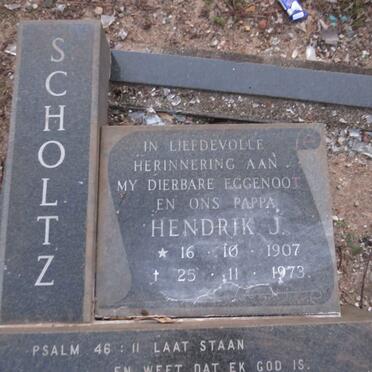 SCHOLTZ
IN LIEFDEVOLLE
HERINNERING AAN
MY DIERBARE EGGENOOT
EN ONS PAPPA
HENDRIK J.
★ 16 · 10 · 1907
† 25 · 11 · 1973
PSALM 46 : 11 LAAT STAAN
EN WEET DAT EK GOD IS.